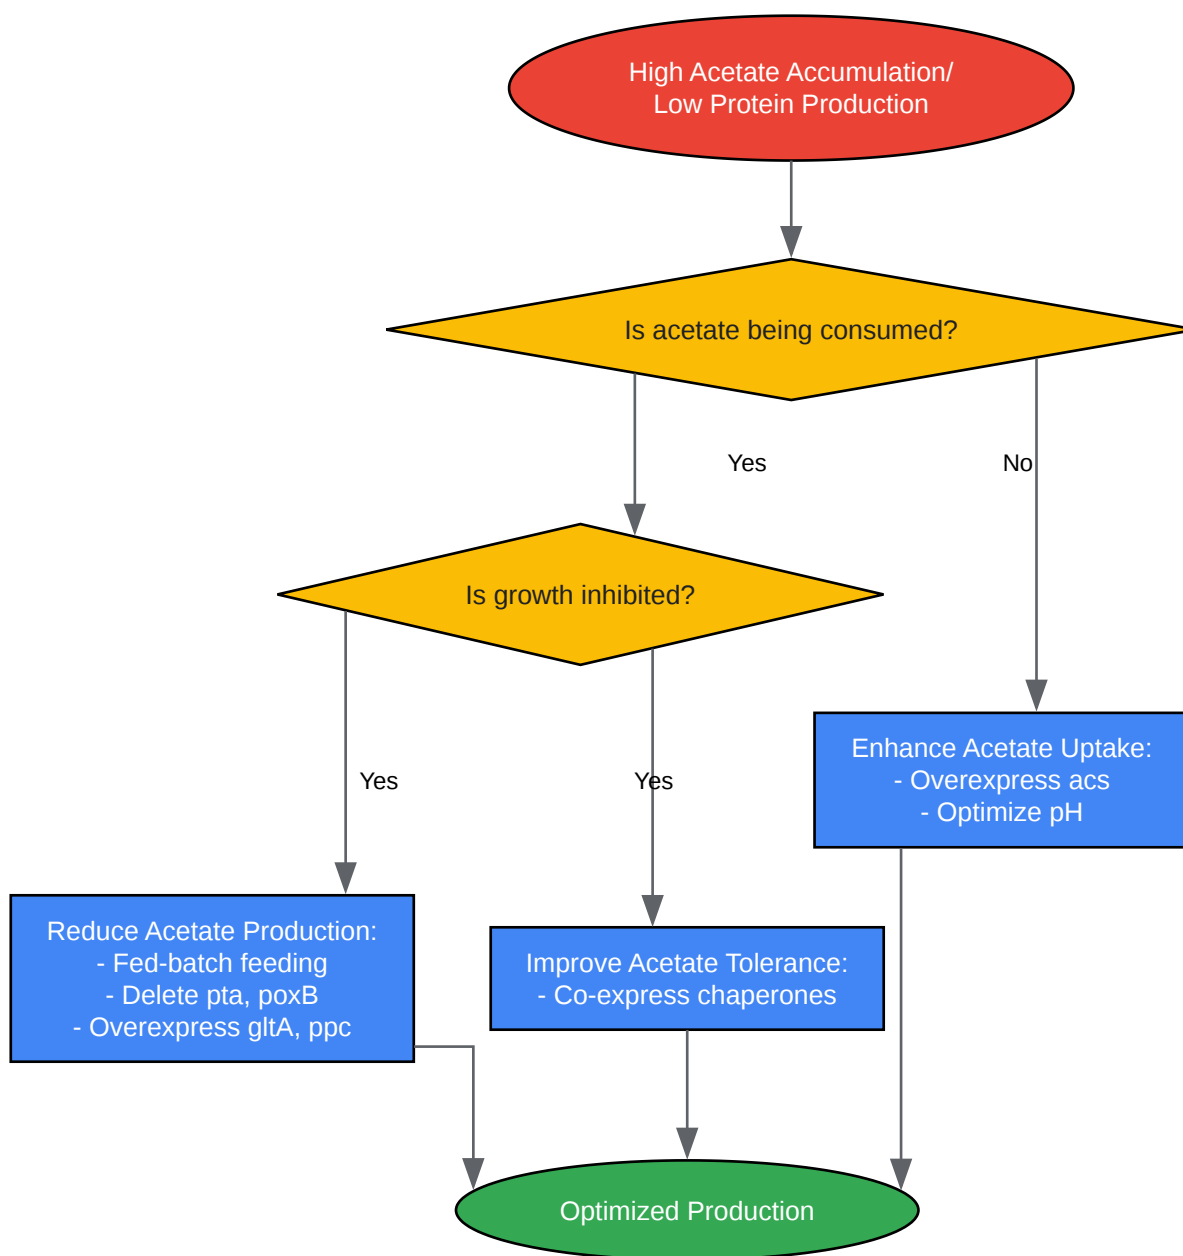 High Acetate Accumulation/
Low Protein Production
Is acetate being consumed?
Yes
No
Is growth inhibited?
Yes
Yes
Enhance Acetate Uptake:
- Overexpress acs
- Optimize pH
Reduce Acetate Production:
- Fed-batch feeding
- Delete pta, poxB
- Overexpress gltA, ppc
Improve Acetate Tolerance:
- Co-express chaperones
Optimized Production